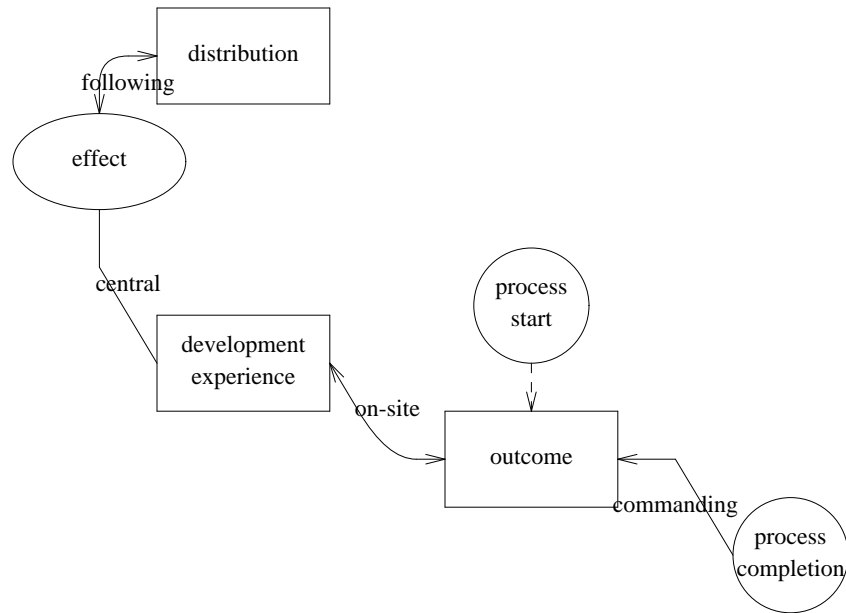 distribution
following
effect
central
process
start
development
experience
on-site
outcome
commanding
process
completion